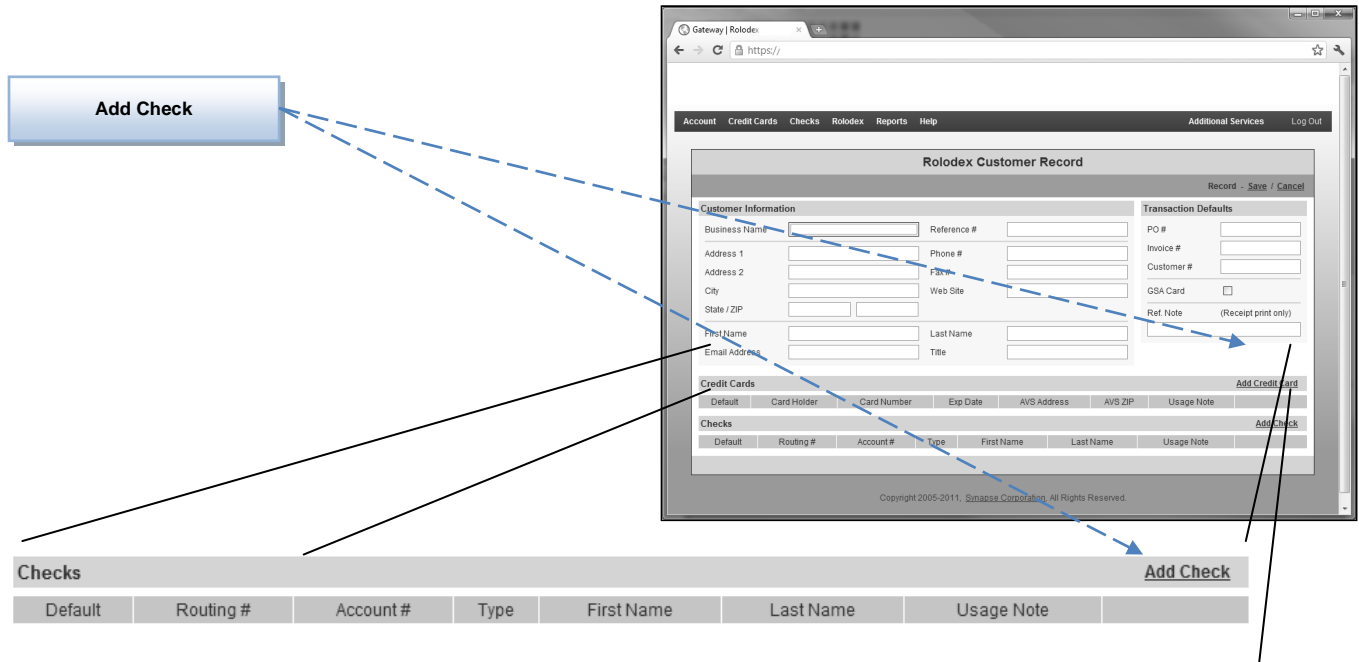 Add Check
Gateway | Rolodex
https://
Account Credit Cards Checks Rolodex Reports Help Additional Services Log Out
Rolodex Customer Record
Record - Save / Cancel
Customer Information
Transaction Defaults
Business Name Reference #
PO #
Address 1 Phone #
Invoice #
Address 2 Fax #
Customer #
City Web Site
GSA Card
State / ZIP
Ref. Note (Receipt print only)
First Name Last Name
Email Address Title
Credit Cards Add Credit Card
Default Card Holder Card Number Exp Date AVS Address AVS ZIP Usage Note
Checks Add Check
Default Routing # Account # Type First Name Last Name Usage Note
Copyright 2005-2011, Synapse Corporation. All Rights Reserved.
Checks Add Check
Default Routing # Account # Type First Name Last Name Usage Note